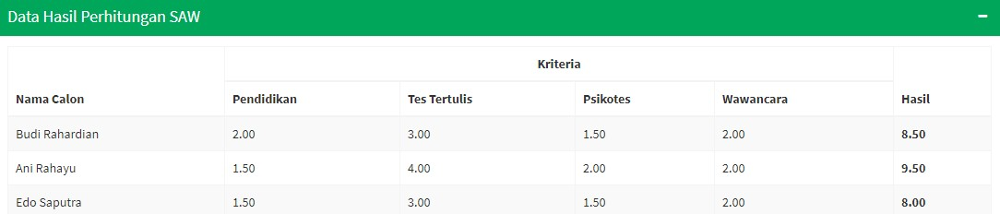 Data Hasil Perhitungan SAW
Kriteria
Nama Calon Pendidikan Tes Tertulis Psikotes Wawancara Hasil
Budi Rahardian 2.00 3.00 1.50 2.00 8.50
Ani Rahayu 1.50 4.00 2.00 2.00 9.50
Edo Saputra 1.50 3.00 1.50 2.00 8.00